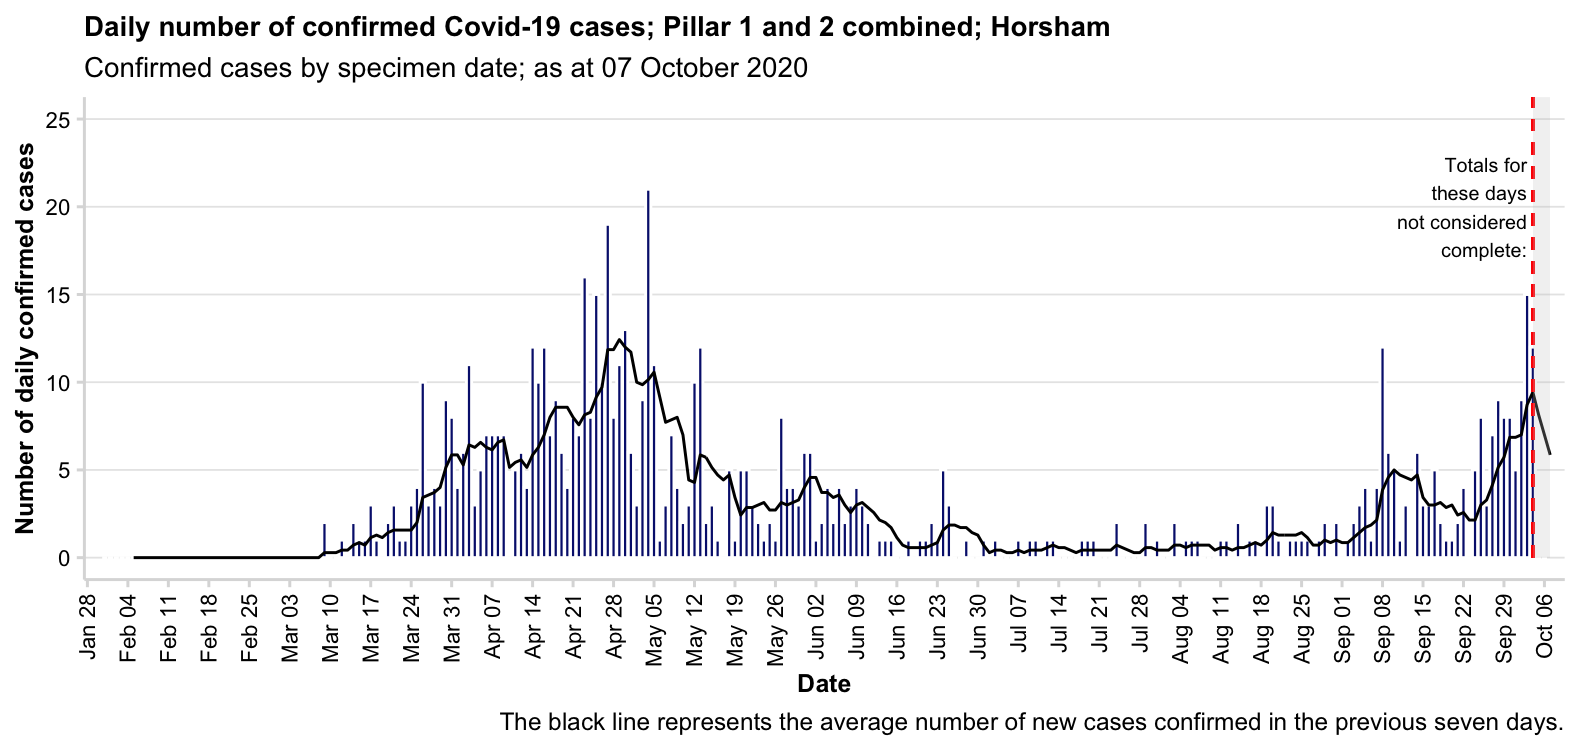 Daily number of confirmed Covid-19 cases; Pillar 1 and 2 combined; Horsham
Confirmed cases by specimen date; as at 07 October 2020
Number of daily confirmed cases
25
20
15
10
5
0
Totals for
these days
not considered
complete:
Jan 28
Feb 04
Feb 11
Feb 18
Feb 25
Mar 03
Mar 10
Mar 17
Mar 24
Mar 31
Apr 07
Apr 14
Apr 21
Apr 28
May 05
May 12
May 19
May 26
Jun 02
Jun 09
Jun 16
Jun 23
Jun 30
Jul 07
Jul 14
Jul 21
Jul 28
Aug 04
Aug 11
Aug 18
Aug 25
Sep 01
Sep 08
Sep 15
Sep 22
Sep 29
Oct 06
Date
The black line represents the average number of new cases confirmed in the previous seven days.